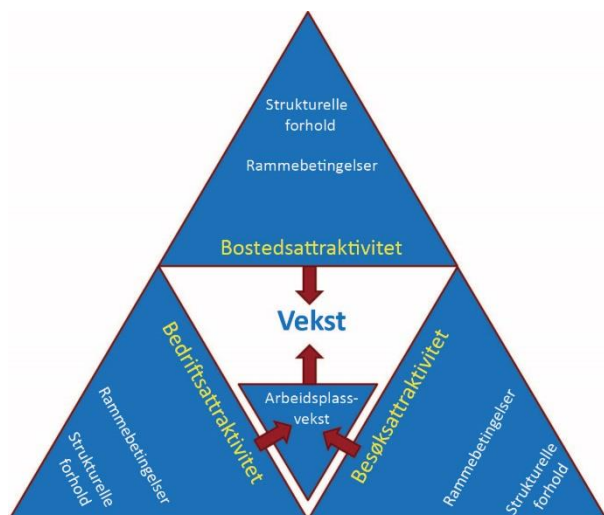 Strukturelle
forhold
Rammebetingelser
Bostedsattraktivitet
Vekst
Arbeidsplass-
vekst
Bedriftsattraktivitet
Rammebetingelser
Strukturelle
forhold
Besøksattraktivitet
Rammebetingelser
Strukturelle
forhold